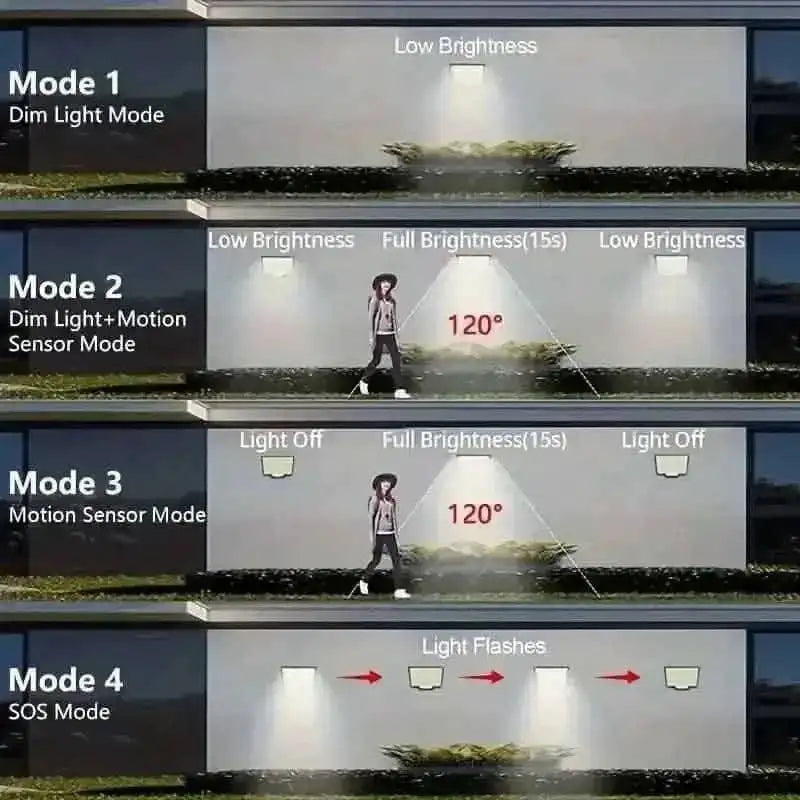 Low Brightness
Mode 1
Dim Light Mode
Low Brightness Full Brightness(15s) Low Brightness
Mode 2
Dim Light+Motion
Sensor Mode
120°
Light Off Full Brightness(15s) Light Off
Mode 3
Motion Sensor Mode
120°
Light Flashes
Mode 4
SOS Mode